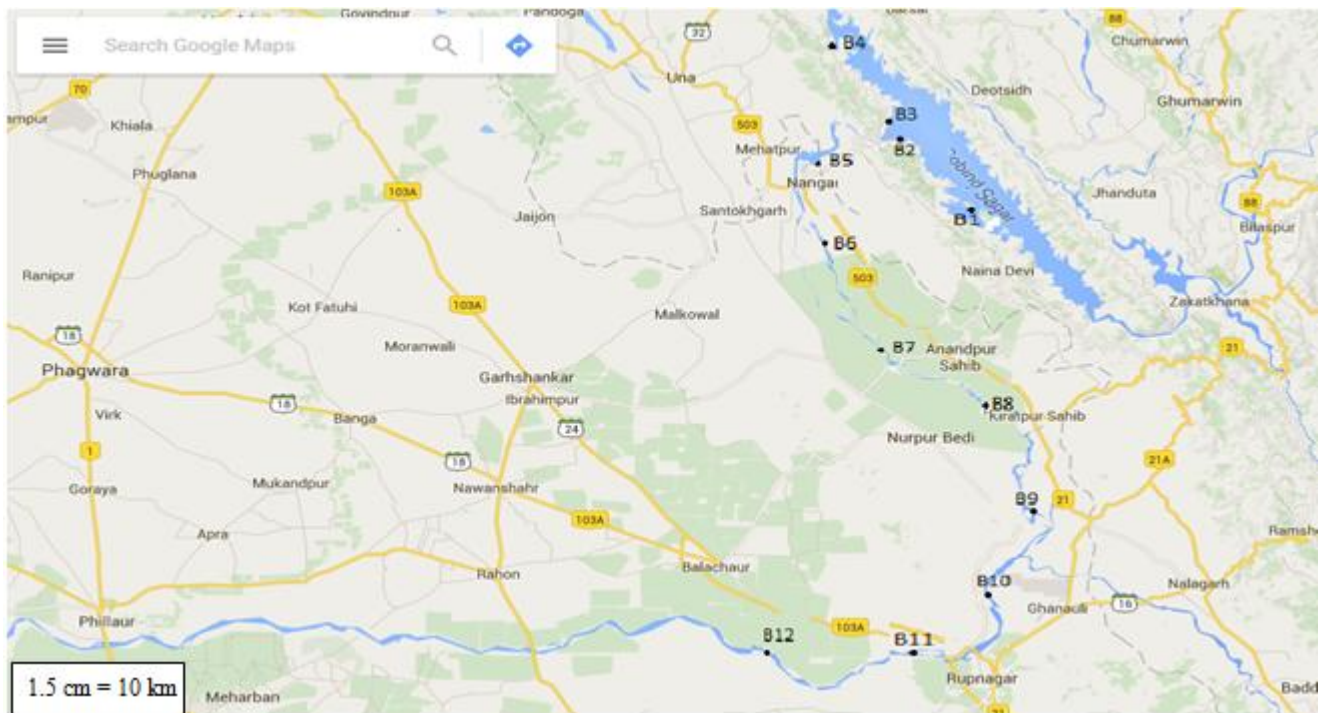 Govindpur
Pandoga
Search Google Maps
32
88
Chumarwin
B4
Una
70
Deotsidh
Ghumarwin
Khiala
503
B3
Mehatpur
B2
B5
Phuglana
Nangal
103A
Gobind Sagar
Jhanduta
88
Jaijon
Santokhgarh
B1
Bilaspur
B6
Ranipur
Naina Devi
503
Kot Fatuhi
103A
Zakatkhana
Malkowal
18
Moranwali
B7
Anandpur
Sahib
21
Phagwara
Garhshankar
Ibrahimpur
18
B8
Virk
Banga
24
Kiratpur Sahib
Nurpur Bedi
1
18
21A
Goraya
Mukandpur
Nawanshahr
B9
21
103A
Apra
Balachaur
Rahon
B10
Nalagarh
Ghanauli
16
Phillaur
B12
103A
B11
Rupnagar
1.5 cm = 10 km
Meharban
21